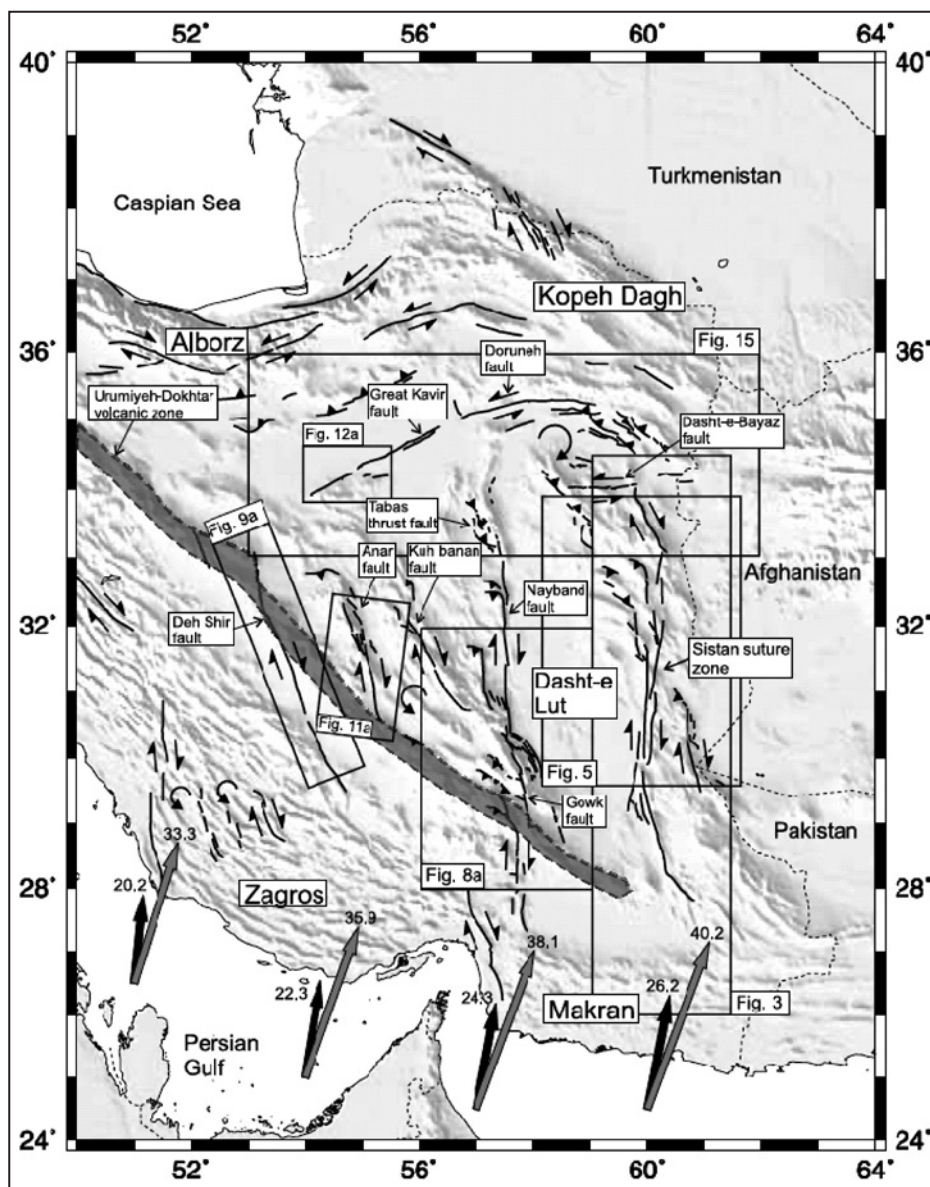 52°
56°
60°
64°
40°
40°
Turkmenistan
Caspian Sea
Kopeh Dagh
Alborz
36°
36°
Fig. 15
Doruneh
fault
Urumiyeh-Dokhtar
volcanic zone
Great Kavir
fault
Dasht-e-Bayaz
fault
Fig. 12a
Fig. 9a
Tabas
thrust fault
Anar
fault
Kuh banan
fault
Afghanistan
Nayband
fault
32°
32°
Deh Shir
fault
Sistan suture
zone
Dasht-e
Lut
Fig. 11a
Fig. 5
Gowk
fault
Pakistan
33.3
20.2
28°
28°
Fig. 8a
Zagros
35.9
40.2
38,1
22,3
24.3
26.2
Makran
Fig. 3
Persian
Gulf
24°
24°
52°
56°
60°
64°